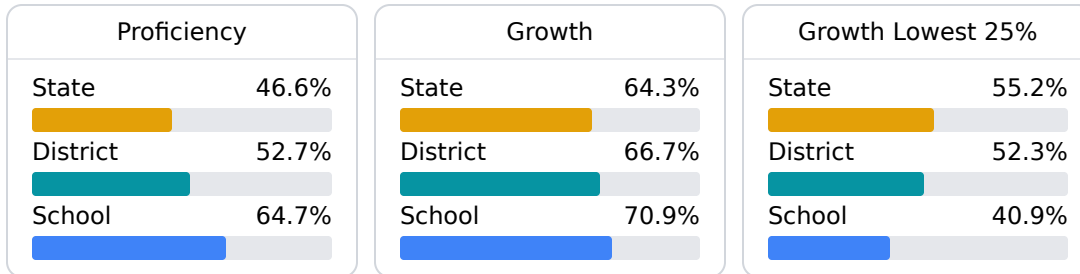 Proficiency
State 46.6%
District 52.7%
School 64.7%
Growth
State 64.3%
District 66.7%
School 70.9%
Growth Lowest 25%
State 55.2%
District 52.3%
School 40.9%